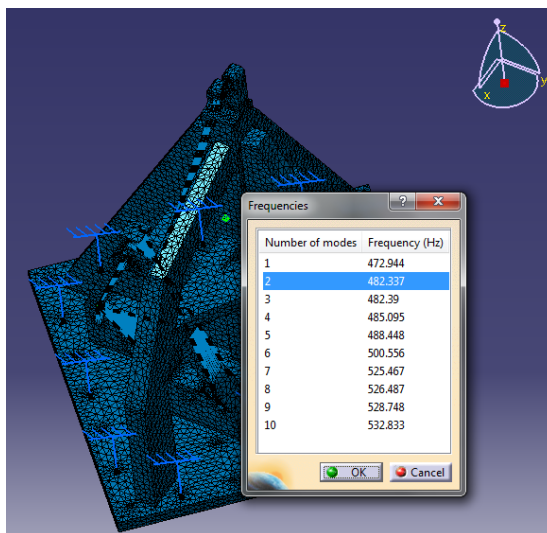 z
y
x
Frequencies
?
X
Number of modes Frequency (Hz)
1 472.944
2 482.337
3 482.39
4 485.095
5 488.448
6 500.556
7 525.467
8 526.487
9 528.748
10 532.833
OK Cancel